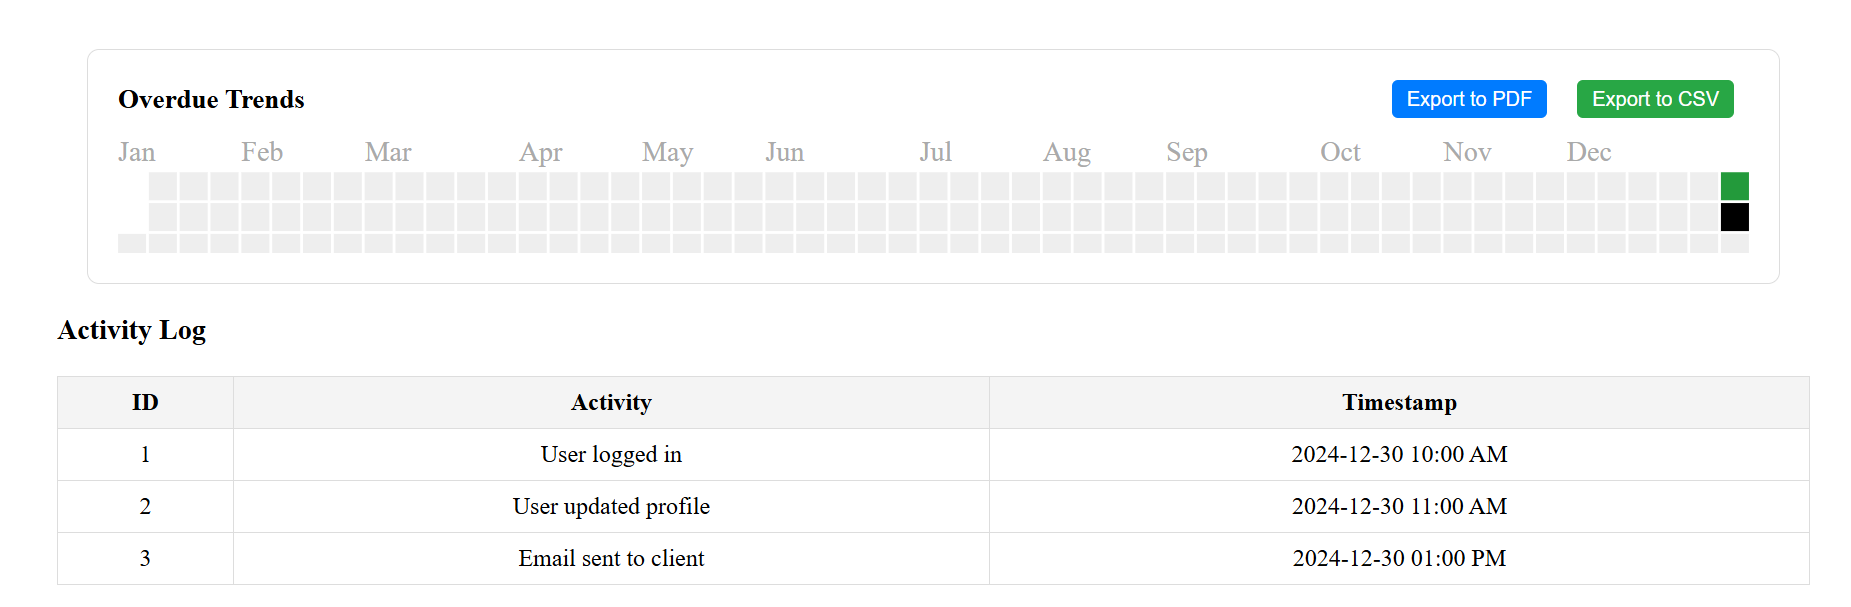 Overdue Trends
Export to PDF
Export to CSV
Jan Feb Mar Apr May Jun Jul Aug Sep Oct Nov Dec
Activity Log
ID Activity Timestamp
1 User logged in 2024-12-30 10:00 AM
2 User updated profile 2024-12-30 11:00 AM
3 Email sent to client 2024-12-30 01:00 PM